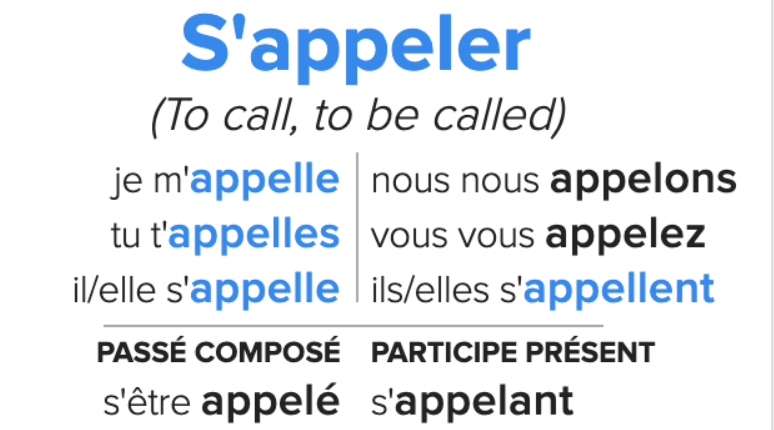 S'appeler
(To call, to be called)
je m'appelle
tu t'appelles
il/elle s'appelle
nous nous appelons
vous vous appelez
ils/elles s'appellent
PASSÉ COMPOSÉ
s'être appelé
PARTICIPE PRÉSENT
s'appelant